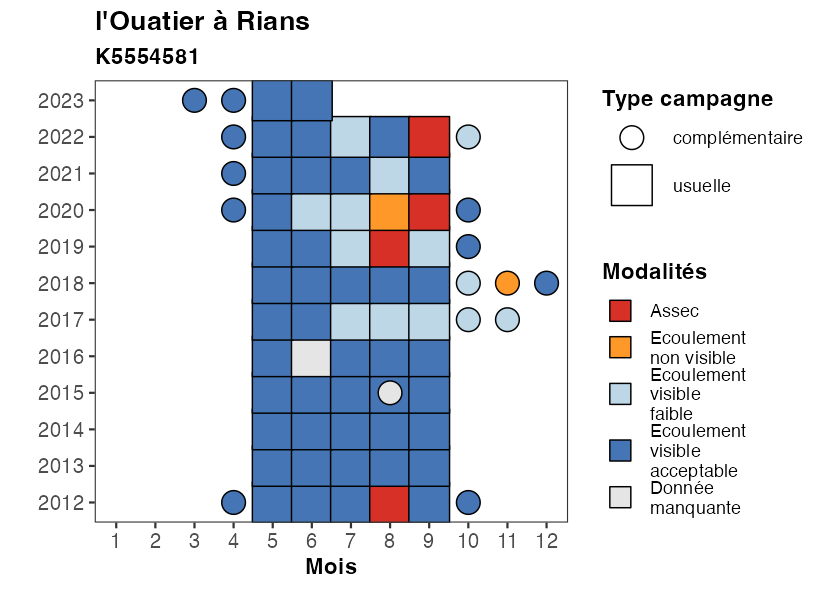 l'Ouatier à Rians
K5554581
2023
2022
2021
2020
2019
2018
2017
2016
2015
2014
2013
2012
1 2 3 4 5 6 7 8 9 10 11 12
Mois
Type campagne
complémentaire
usuelle
Modalités
Assec
Ecoulement
non visible
Ecoulement
visible
faible
Ecoulement
visible
acceptable
Donnée
manquante